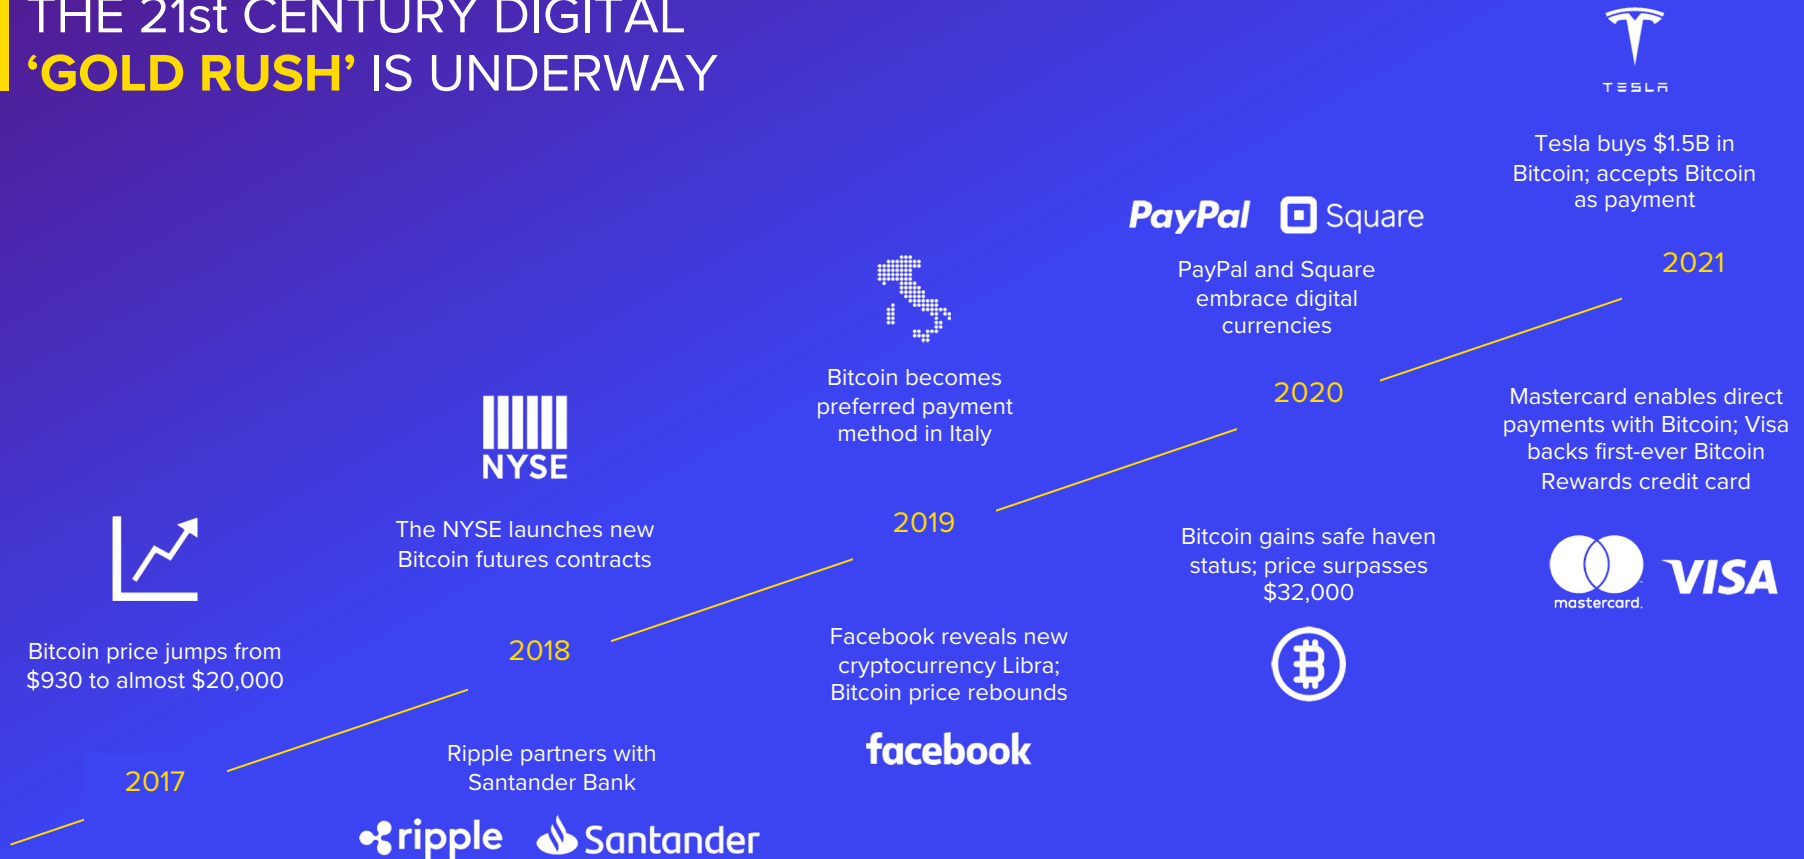 THE 21st CENTURY DIGITAL
‘GOLD RUSH’ IS UNDERWAY
Bitcoin price jumps from
$930 to almost $20,000
2017
NYSE
The NYSE launches new
Bitcoin futures contracts
2018
Ripple partners with
Santander Bank
ripple
Santander
Bitcoin becomes
preferred payment
method in Italy
2019
Facebook reveals new
cryptocurrency Libra;
Bitcoin price rebounds
facebook
PayPal
Square
PayPal and Square
embrace digital
currencies
2020
Bitcoin gains safe haven
status; price surpasses
$32,000
TESLA
Tesla buys $1.5B in
Bitcoin; accepts Bitcoin
as payment
2021
Mastercard enables direct
payments with Bitcoin; Visa
backs first-ever Bitcoin
Rewards credit card
mastercard.
VISA